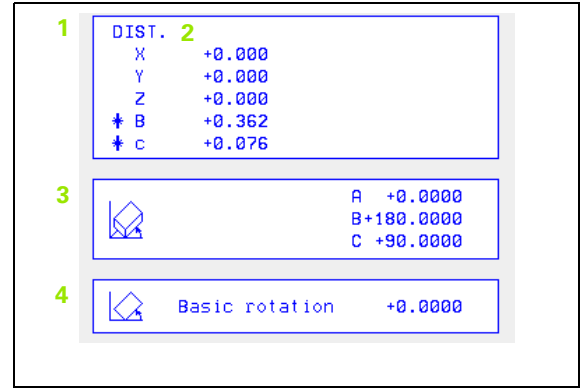 1 DIST. 2
X +0.000
Y +0.000
Z +0.000
* B +0.362
* c +0.076
3 A +0.0000
B+180.0000
C +90.0000
4 Basic rotation +0.0000